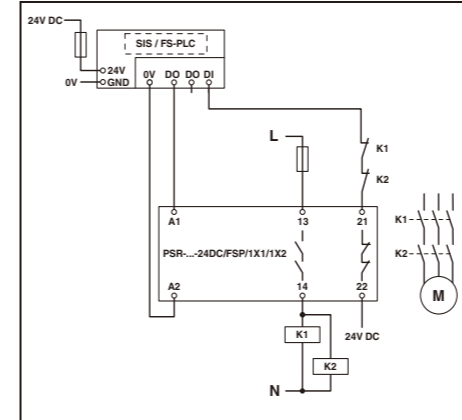 24V DC
SIS / FS-PLC
24V
0V GND
0V DO DO DI
L
K1
K2
A1 13 21
PSR-...-24DC/FSP/1X1/1X2
A2 14 22
K1
K2
M
K1
24V DC
K2
N